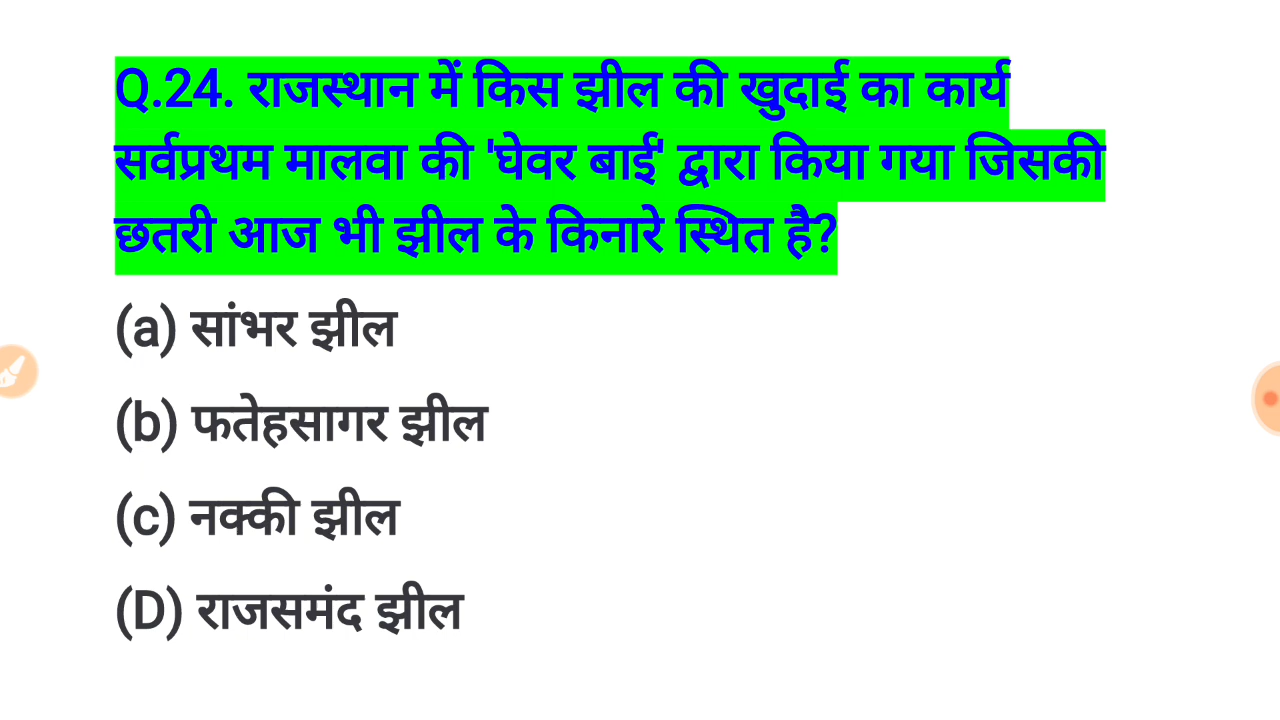 Q.24. राजस्थान में किस झील की खुदाई का कार्य
सर्वप्रथम मालवा की 'घेवर बाई' द्वारा किया गया जिसकी
छतरी आज भी झील के किनारे स्थित है?
(a) सांभर झील
(b) फतेहसागर झील
(c) नक्की झील
(D) राजसमंद झील